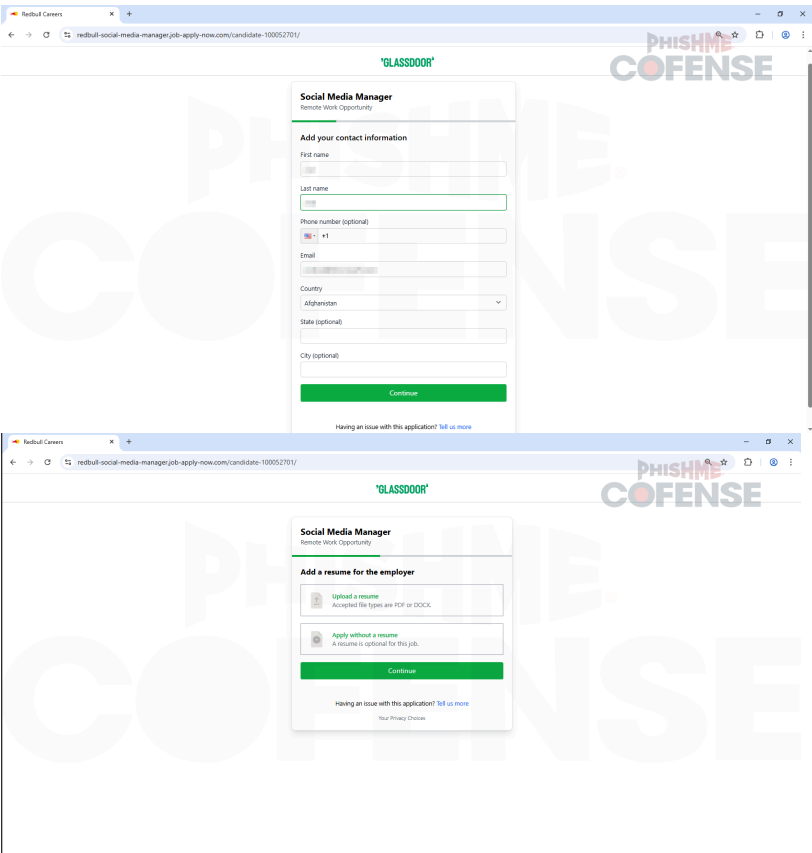 Redbull Careers
redbull-social-media-manager.job-apply-now.com/candidate-100052701/
PHISHME
COFENSE
"GLASSDOOR"
Social Media Manager
Remote Work Opportunity
Add your contact information
First name
Last name
Phone number (optional)
+1
Email
Country
Afghanistan
State (optional)
City (optional)
Continue
Having an issue with this application? Tell us more
PHISHME
COFENSE
Redbull Careers
redbull-social-media-manager.job-apply-now.com/candidate-100052701/
PHISHME
COFENSE
"GLASSDOOR"
Social Media Manager
Remote Work Opportunity
Add a resume for the employer
Upload a resume
Accepted file types are PDF or DOCX.
Apply without a resume
A resume is optional for this job.
Continue
Having an issue with this application? Tell us more
Your Privacy Choices
PHISHME
COFENSE